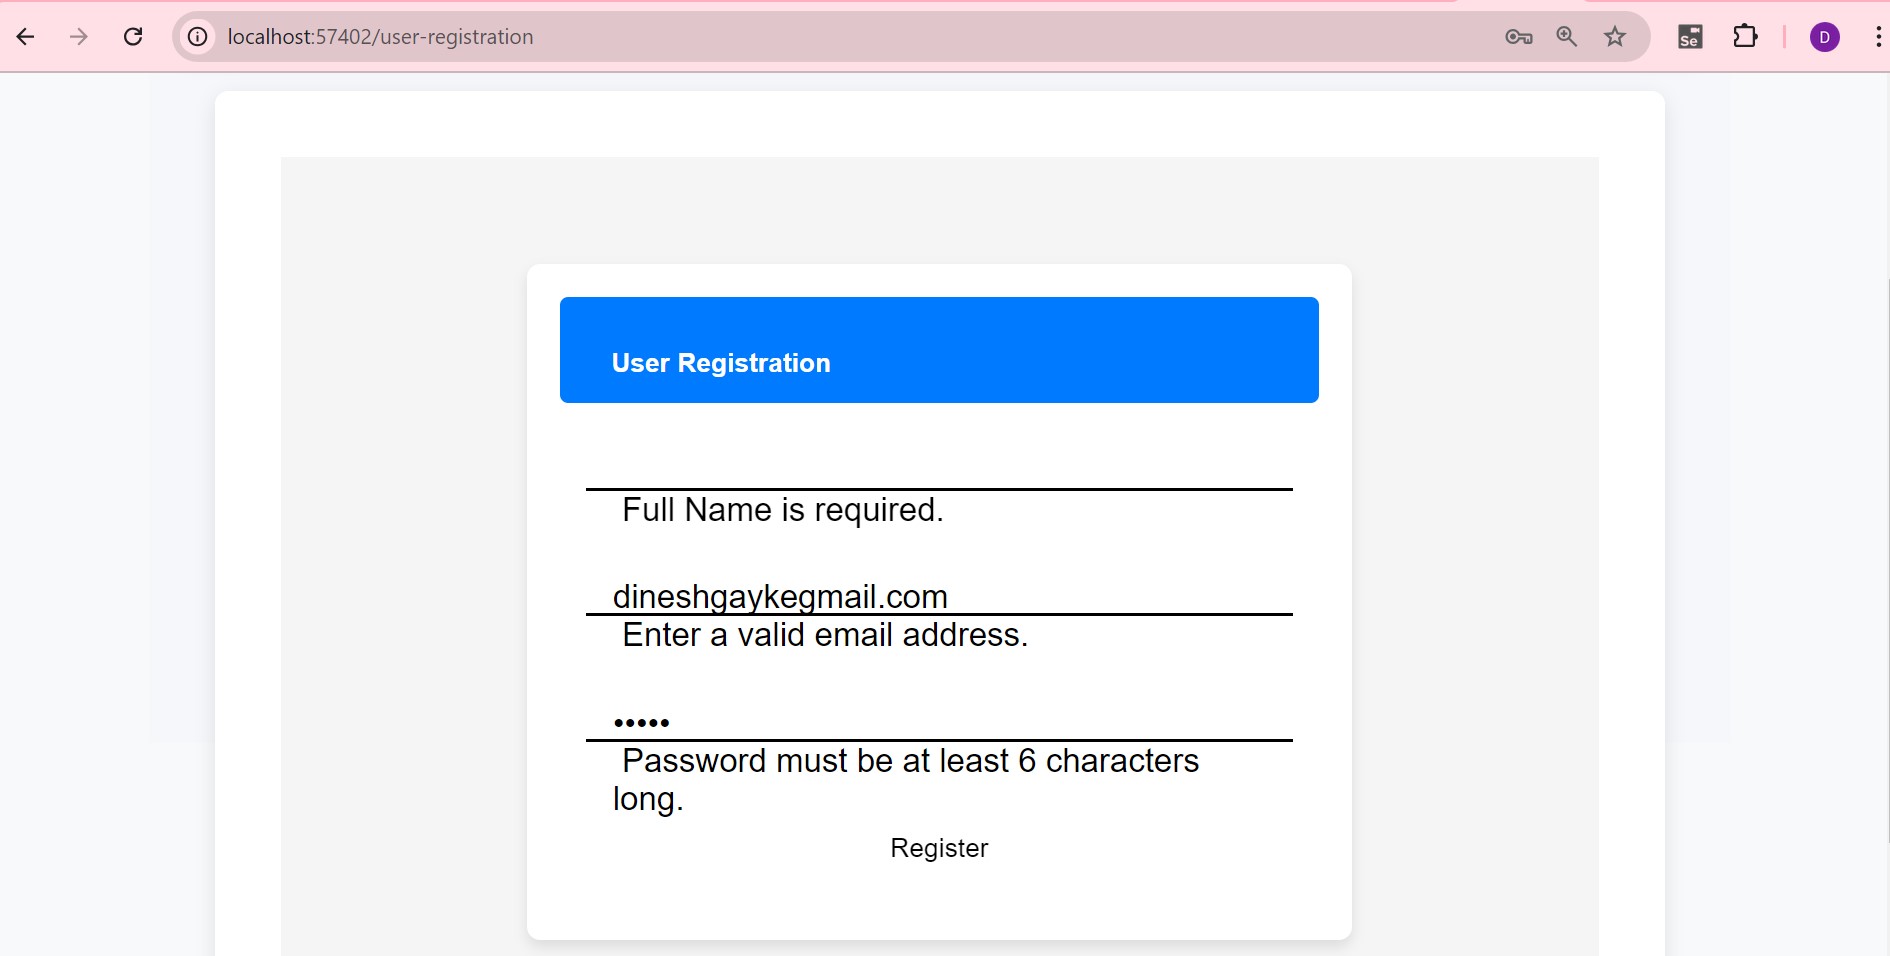 localhost:57402/user-registration
Se
D
User Registration
Full Name is required.
dineshgaykegmail.com
Enter a valid email address.
•••••
Password must be at least 6 characters
long.
Register